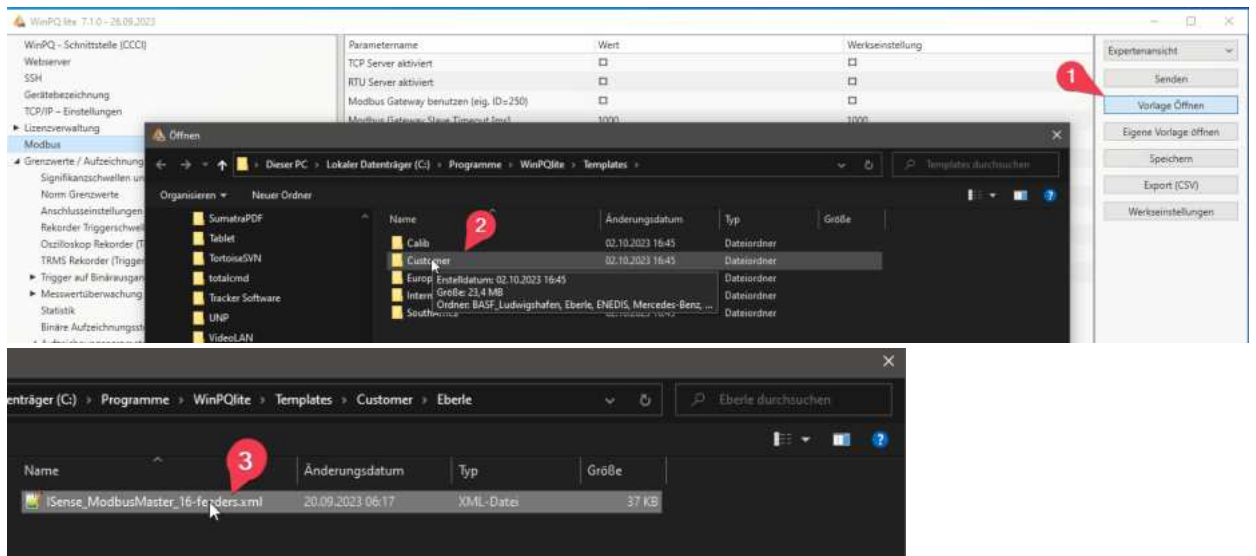 WinPQ lite 7.1.0 - 26.09.2023
WinPQ - Schnittstelle (CCCI)
Parametername Wert Werkseinstellung
Expertenansicht
Webserver
TCP Server aktiviert
SSH
RTU Server aktiviert
1
Senden
Gerätebezeichnung
Modbus Gateway benutzen (eig. ID=250)
Vorlage Öffnen
TCP/IP – Einstellungen
Modbus Gateway Slave Timeout [ms] 1000 1000
Lizenzverwaltung
Öffnen
Eigene Vorlage öffnen
Modbus
Grenzwerte / Aufzeichnung
Dieser PC › Lokaler Datenträger (C:) › Programme › WinPQlite › Templates ›
Templates durchsuchen
Speichern
Signifikanzschwellen un
Export (CSV)
Norm Grenzwerte
Organisieren Neuer Ordner
Anschlusseinstellungen
Werkseinstellungen
Rekorder Triggerschwel
SumatraPDF
Name Änderungsdatum Typ Größe
2
Oszilloskop Rekorder (T
Tablet
Calib 02.10.2023 16:45 Dateiordner
TRMS Rekorder (Trigger
TortoiseSVN
Customer 02.10.2023 16:45 Dateiordner
Trigger auf Binärausgan
totalcmd
Europ
Erstelldatum: 02.10.2023 16:45
Dateiordner
Messwertüberwachung
Tracker Software
Intern
Größe: 23,4 MB
Dateiordner
Statistik
UNP
Ordner: BASF_Ludwigshafen, Eberle, ENEDIS, Mercedes-Benz, ...
Dateiordner
Binäre Aufzeichnungsst
VideoLAN
enträger (C:) › Programme › WinPQlite › Templates › Customer › Eberle
Eberle durchsuchen
Name Änderungsdatum Typ Größe
3
ISense_ModbusMaster_16-feeders.xml 20.09.2023 06:17 XML-Datei 37 KB